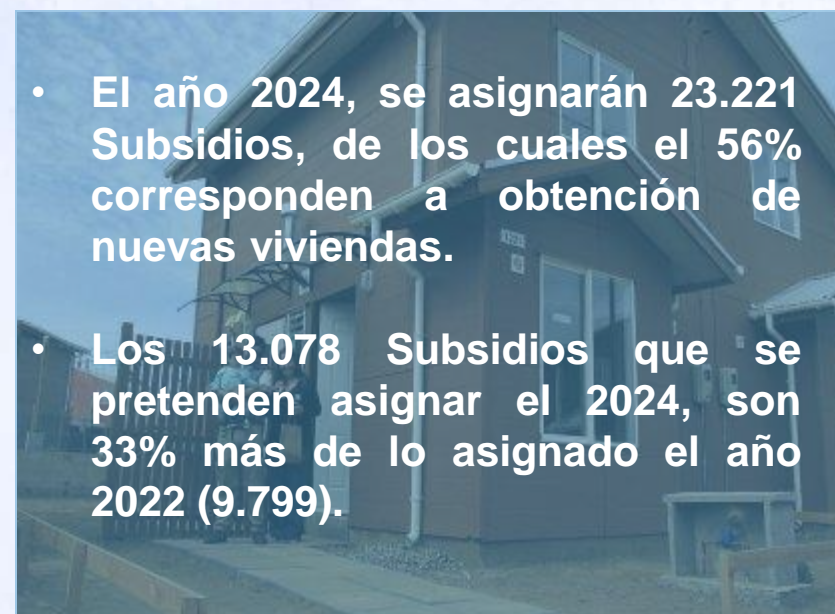 • El año 2024, se asignarán 23.221
Subsidios, de los cuales el 56%
corresponden a obtención de
nuevas viviendas.
• Los 13.078 Subsidios que se
pretenden asignar el 2024, son
33% más de lo asignado el año
2022 (9.799).